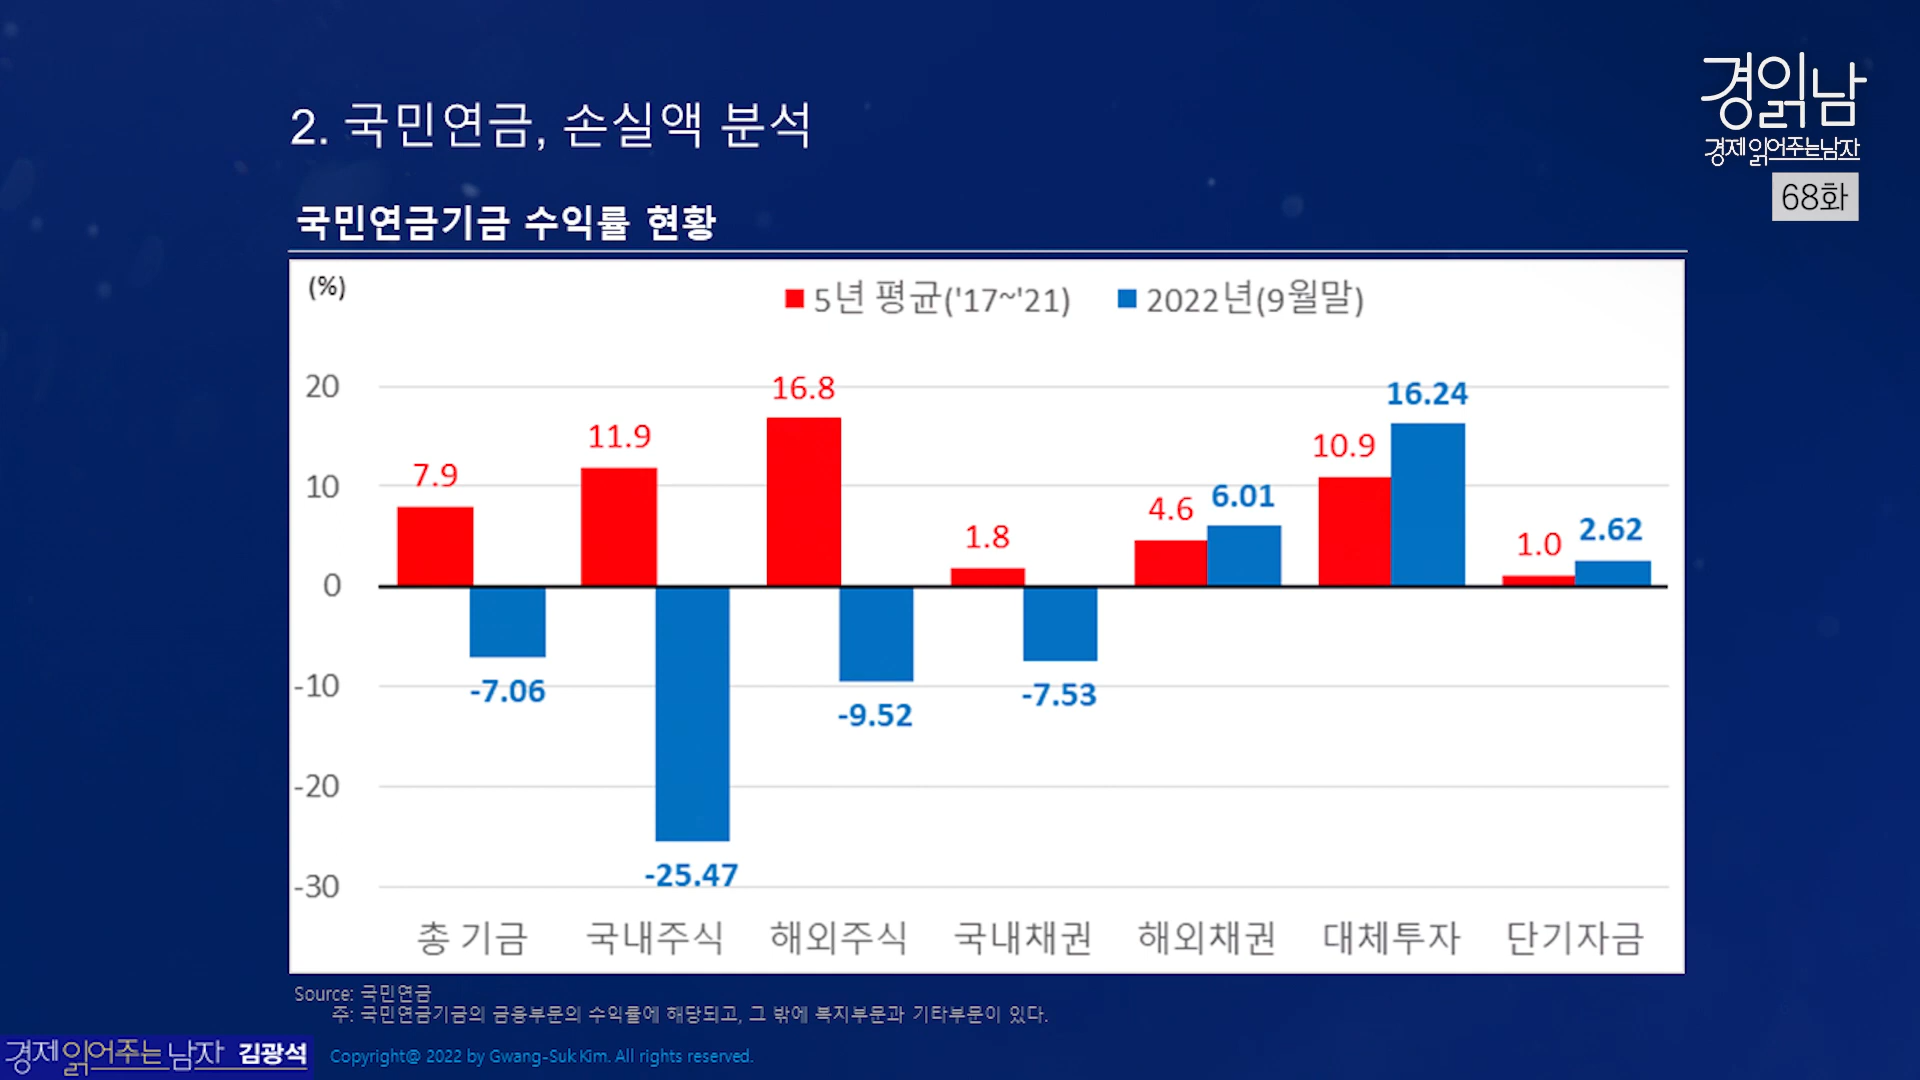 경읽남
경제 읽어주는남자
68화
2. 국민연금, 손실액 분석
국민연금기금 수익률 현황
(%)
5년 평균('17~'21) 2022년(9월말)
20
10
0
-10
-20
-30
7.9 11.9 16.8 1.8 4.6 6.01 10.9 16.24 1.0 2.62
-7.06 -25.47 -9.52 -7.53
총 기금 국내주식 해외주식 국내채권 해외채권 대체투자 단기자금
Source: 국민연금
주: 국민연금기금의 금융부문의 수익률에 해당되고, 그 밖에 복지부문과 기타부문이 있다.
경제 읽어주는 남자 김광석 Copyright@ 2022 by Gwang-Suk Kim. All rights reserved.